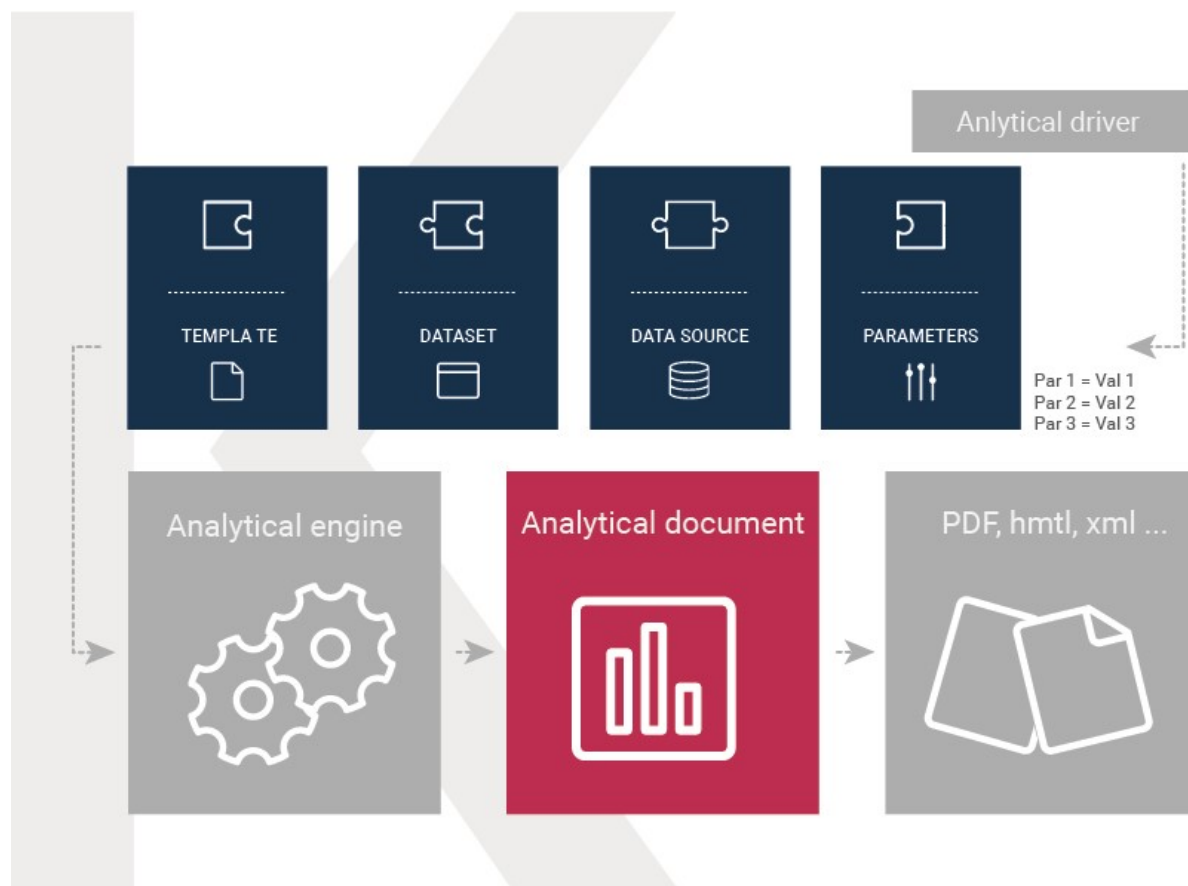 Anlytical driver
TEMPLA TE
DATASET
DATA SOURCE
PARAMETERS
Par 1 = Val 1
Par 2 = Val 2
Par 3 = Val 3
Analytical engine
Analytical document
PDF, hmtl, xml ...